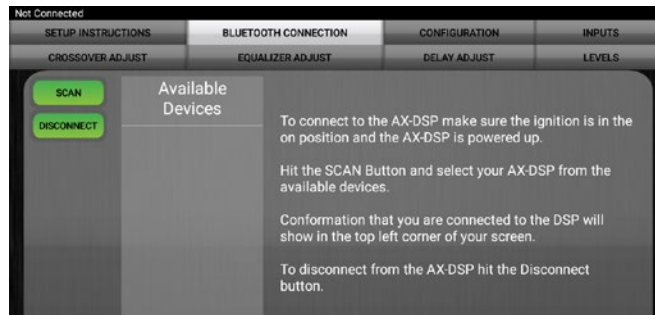 Not Connected
SETUP INSTRUCTIONS BLUETOOTH CONNECTION CONFIGURATION INPUTS
CROSSOVER ADJUST EQUALIZER ADJUST DELAY ADJUST LEVELS
SCAN
DISCONNECT
Available
Devices
To connect to the AX-DSP make sure the ignition is in the
on position and the AX-DSP is powered up.
Hit the SCAN Button and select your AX-DSP from the
available devices.
Conformation that you are connected to the DSP will
show in the top left corner of your screen.
To disconnect from the AX-DSP hit the Disconnect
button.